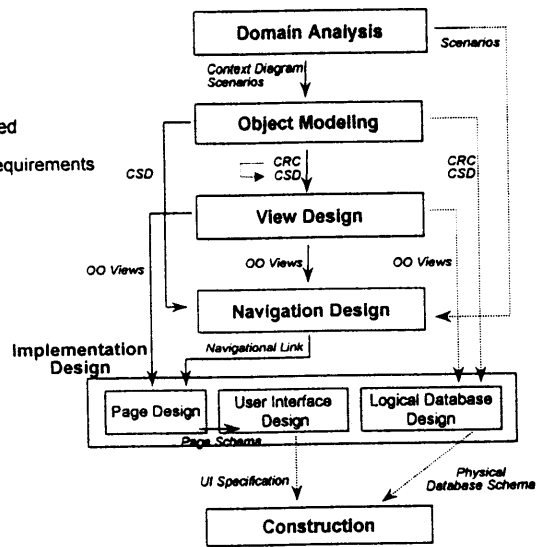 Domain Analysis
Scenarios
Context Diagram
Scenarios
ed
Object Modeling
equirements
CSD
CRC
CSD
CRC
CSD
View Design
OO Views
OO Views
OO Views
Navigation Design
Implementation
Design
Navigational Link
Page Design
User Interface
Design
Logical Database
Design
Page Schema
UI Specification
Physical
Database Schema
Construction